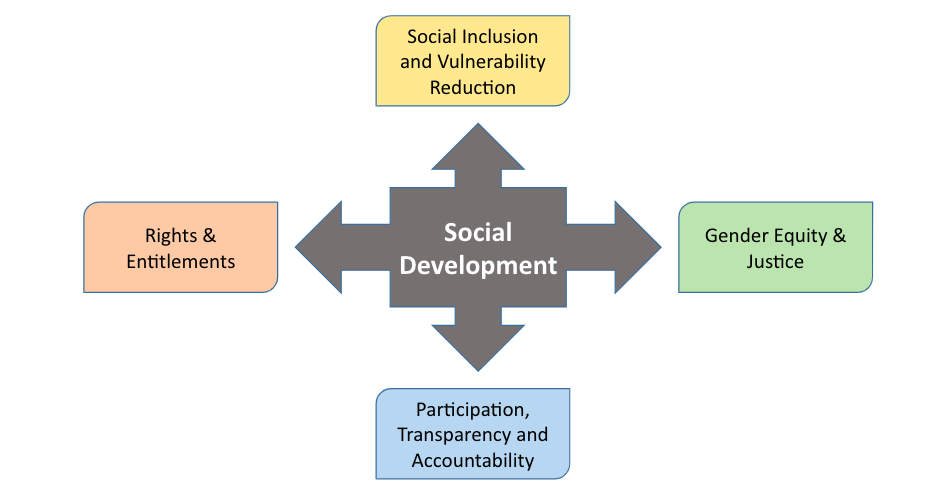 Social Inclusion
and Vulnerability
Reduction
Rights &
Entitlements
Social
Development
Gender Equity &
Justice
Participation,
Transparency and
Accountability